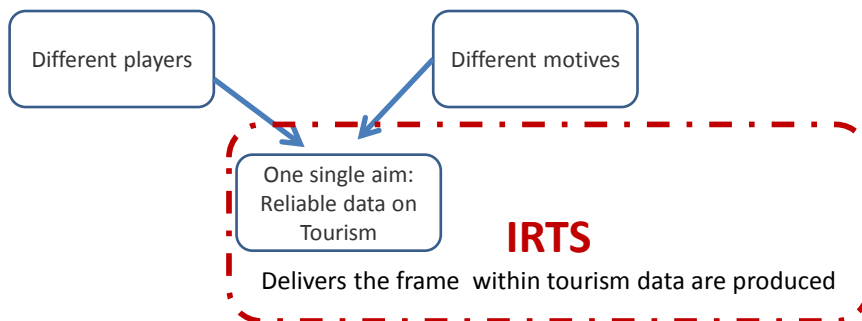 Different players
Different motives
One single aim:
Reliable data on
Tourism
IRTS
Delivers the frame  within tourism data are produced